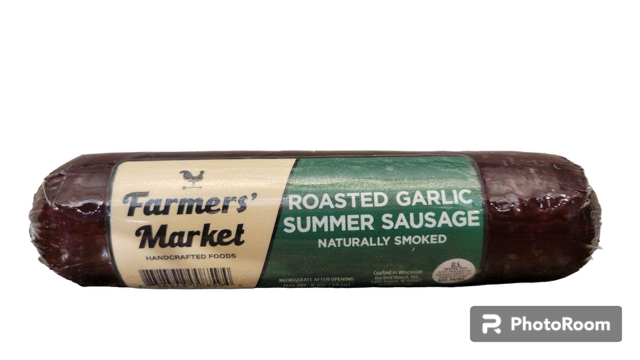 Farmers'
Market
HANDCRAFTED FOODS
ROASTED GARLIC
SUMMER SAUSAGE
NATURALLY SMOKED
REFRIGERATE AFTER OPENING
Crafted in Wisconsin
U.S.
PhotoRoom